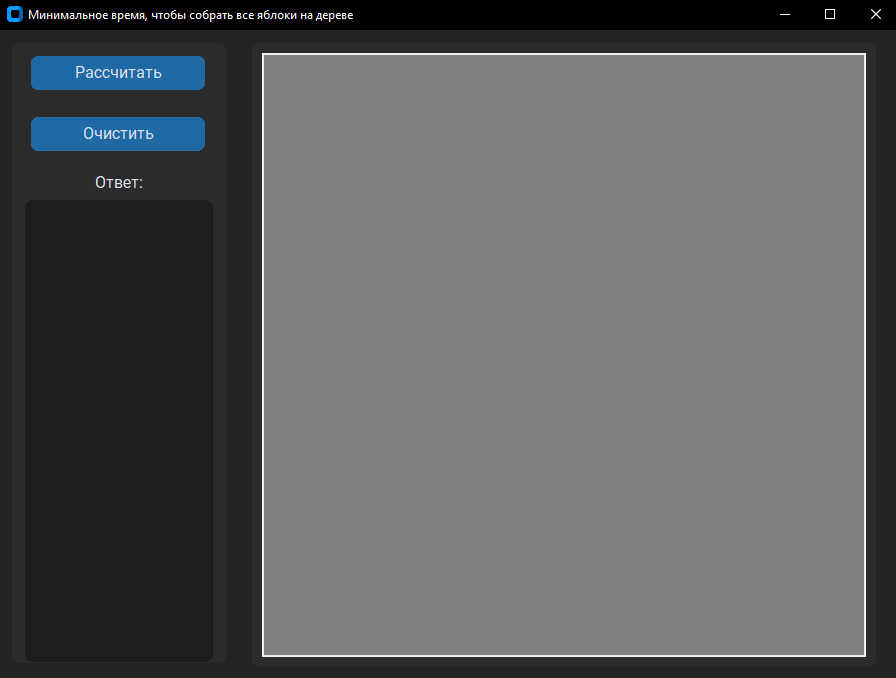 Минимальное время, чтобы собрать все яблоки на дереве
Рассчитать
Очистить
Ответ: